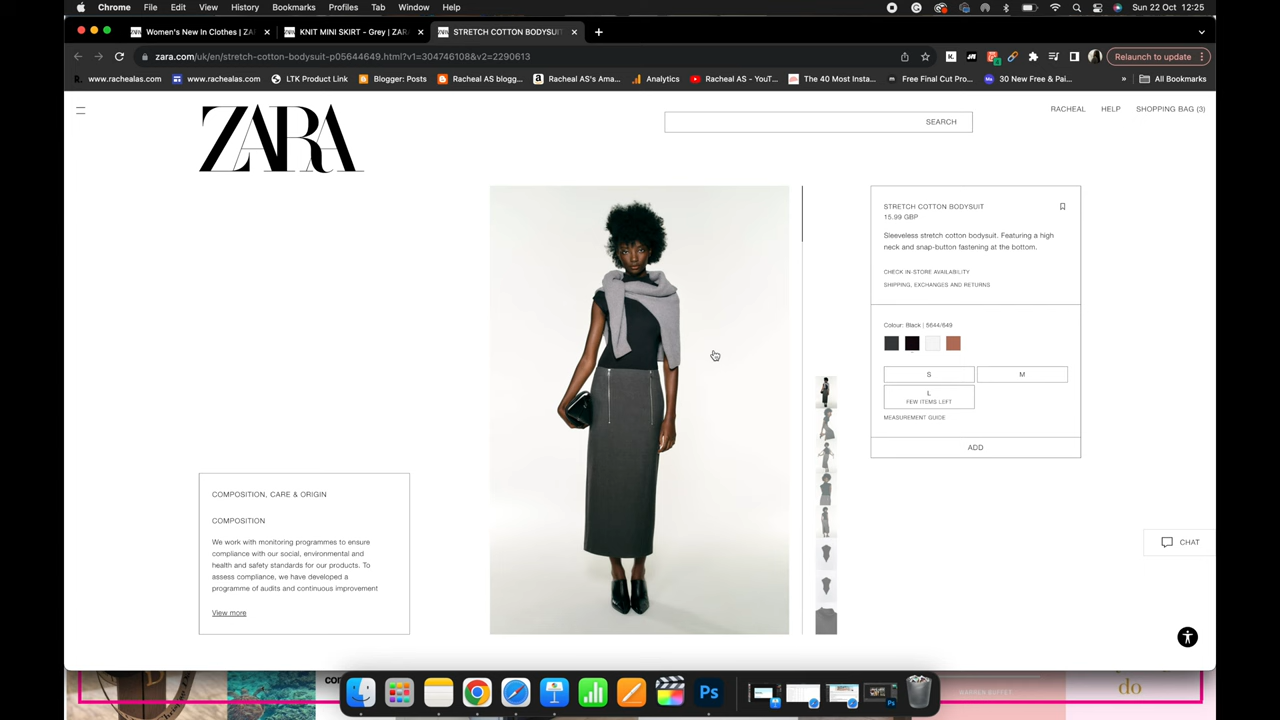 Chrome File Edit View History Bookmarks Profiles Tab Window Help
Sun 22 Oct 12:25
Women's New In Clothes | ZA
KNIT MINI SKIRT - Grey | ZAR
STRETCH COTTON BODYSUIT
zara.com/uk/en/stretch-cotton-bodysuit-p05644649.html?v1=304746108&v2=2290613
Relaunch to update
www.rachealas.com
www.rachealas.com
LTK Product Link
Blogger: Posts
Racheal AS blogg...
Racheal AS's Ama...
Analytics
Racheal AS - YouT...
The 40 Most Insta...
Free Final Cut Pro...
30 New Free & Pai...
»
All Bookmarks
ZARA
SEARCH
RACHEAL
HELP
SHOPPING BAG (3)
STRETCH COTTON BODYSUIT
15.99 GBP
Sleeveless stretch cotton bodysuit. Featuring a high
neck and snap-button fastening at the bottom.
CHECK IN-STORE AVAILABILITY
SHIPPING, EXCHANGES AND RETURNS
Colour: Black | 5644/649
S
M
L
FEW ITEMS LEFT
MEASUREMENT GUIDE
ADD
COMPOSITION, CARE & ORIGIN
COMPOSITION
We work with monitoring programmes to ensure
compliance with our social, environmental and
health and safety standards for our products. To
assess compliance, we have developed a
programme of audits and continuous improvement
View more
CHAT
Ps
do